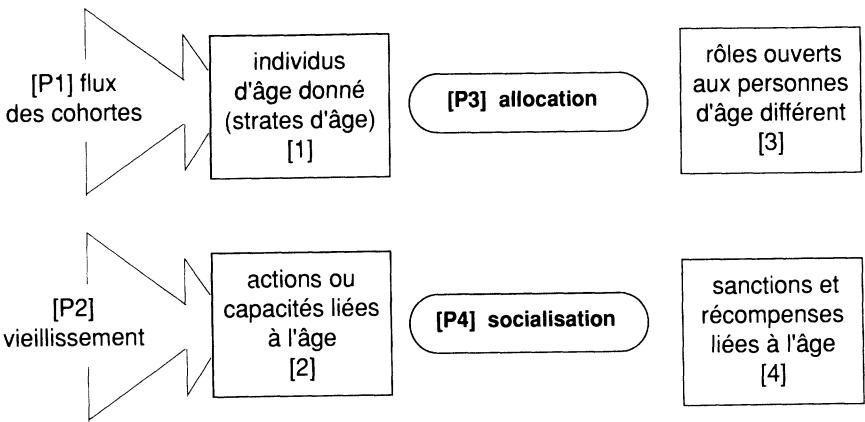 [P1] flux
des cohortes
individus
d'âge donné
(strates d'âge)
[1]
[P3] allocation
rôles ouverts
aux personnes
d'âge différent
[3]
[P2]
vieillissement
actions ou
capacités liées
à l'âge
[2]
[P4] socialisation
sanctions et
récompenses
liées à l'âge
[4]